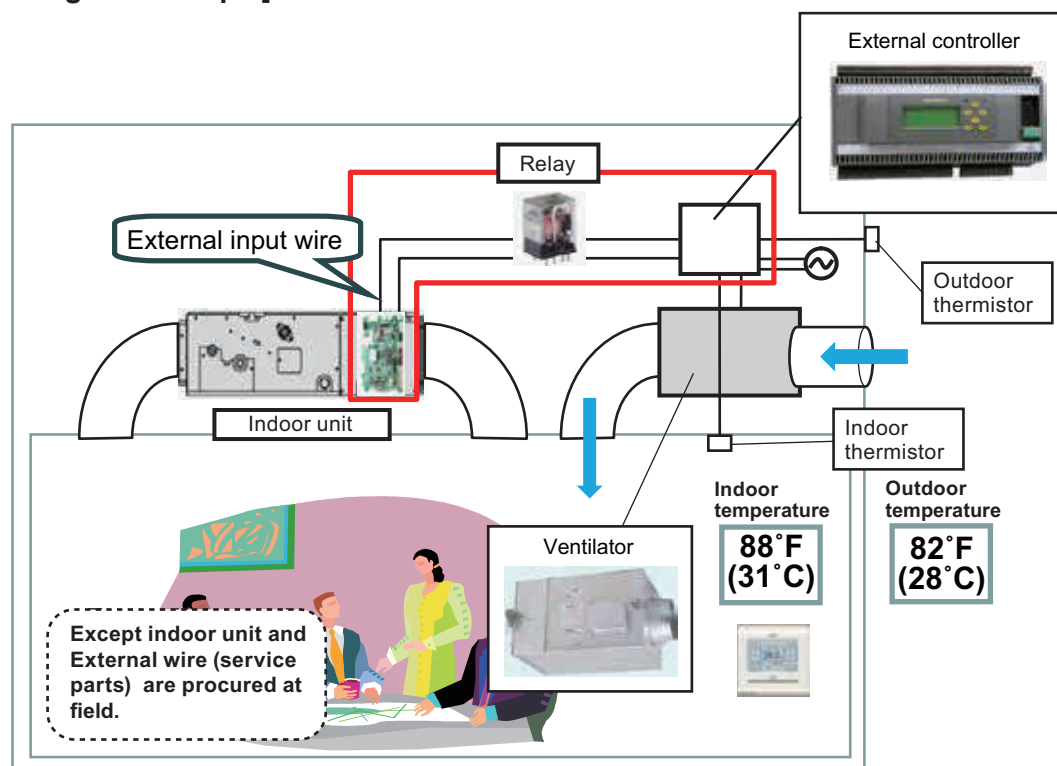 External controller
Relay
External input wire
Outdoor
thermistor
Indoor unit
Indoor
thermistor
Indoor
temperature
88˚F
(31˚C)
Outdoor
temperature
82˚F
(28˚C)
Ventilator
Except indoor unit and
External wire (service
parts) are procured at
field.